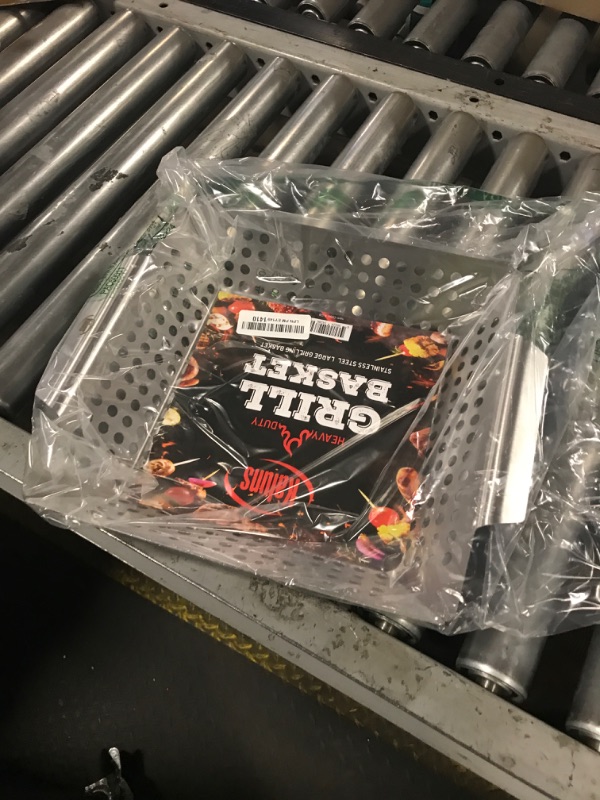 HEAVY DUTY
GRILL
BASKET
STAINLESS STEEL LARGE GRILLING BASKET